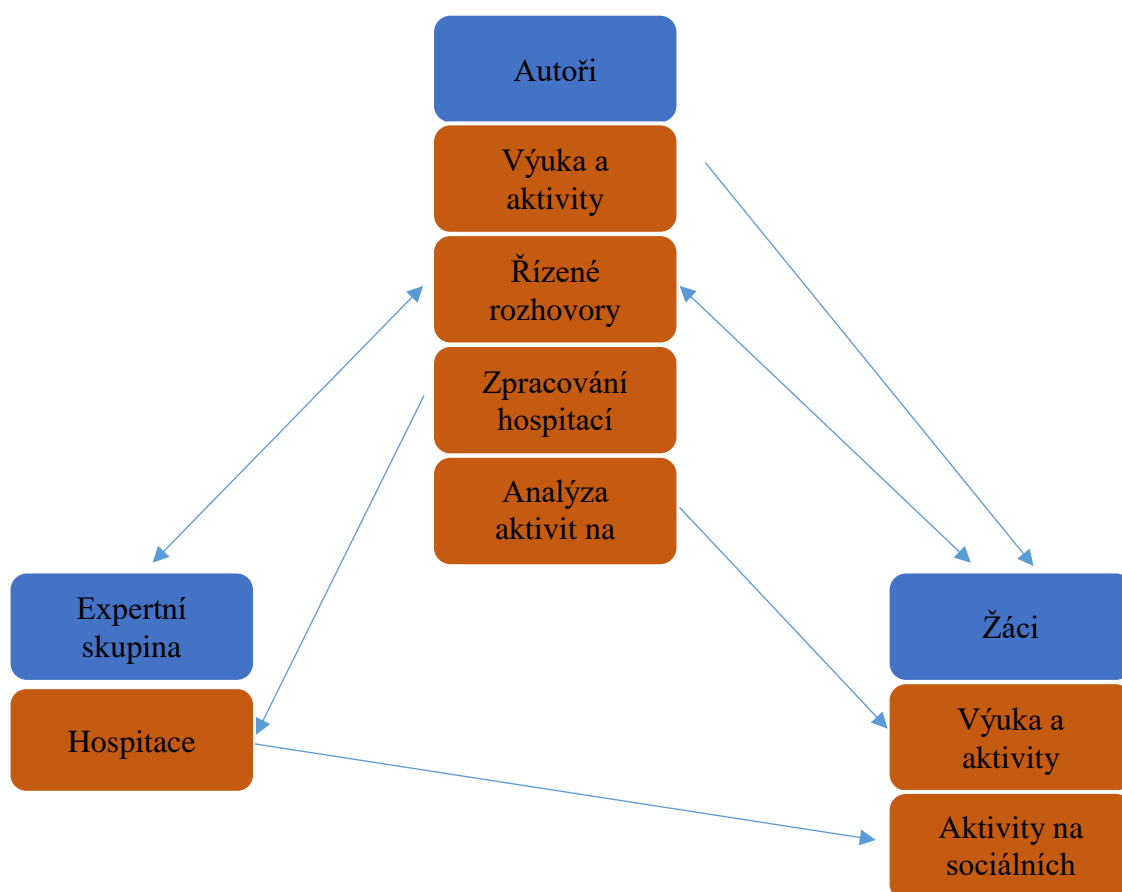 Autoři
Výuka a
aktivity
Řízené
rozhovory
Zpracování
hospitací
Analýza
aktivit na
Expertní
skupina
Hospitace
Žáci
Výuka a
aktivity
Aktivity na
sociálních